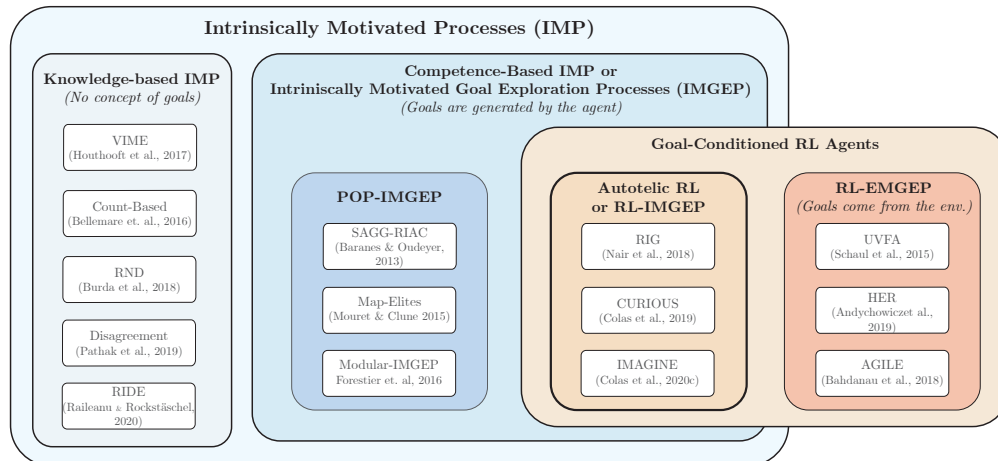 Intrinsically Motivated Processes (IMP)
Knowledge-based IMP
(No concept of goals)
VIME
(Houthooft et al., 2017)
Count-Based
(Bellemare et. al, 2016)
RND
(Burda et al., 2018)
Disagreement
(Pathak et al., 2019)
RIDE
(Raileanu & Rockstäschel,
2020)
Competence-Based IMP or
Intriniscally Motivated Goal Exploration Processes (IMGEP)
(Goals are generated by the agent)
POP-IMGEP
SAGG-RIAC
(Baranes & Oudeyer,
2013)
Map-Elites
(Mouret & Clune 2015)
Modular-IMGEP
Forestier et. al, 2016
Goal-Conditioned RL Agents
Autotelic RL
or RL-IMGEP
RIG
(Nair et al., 2018)
CURIOUS
(Colas et al., 2019)
IMAGINE
(Colas et al., 2020c)
RL-EMGEP
(Goals come from the env.)
UVFA
(Schaul et al., 2015)
HER
(Andychowiczet al.,
2019)
AGILE
(Bahdanau et al., 2018)